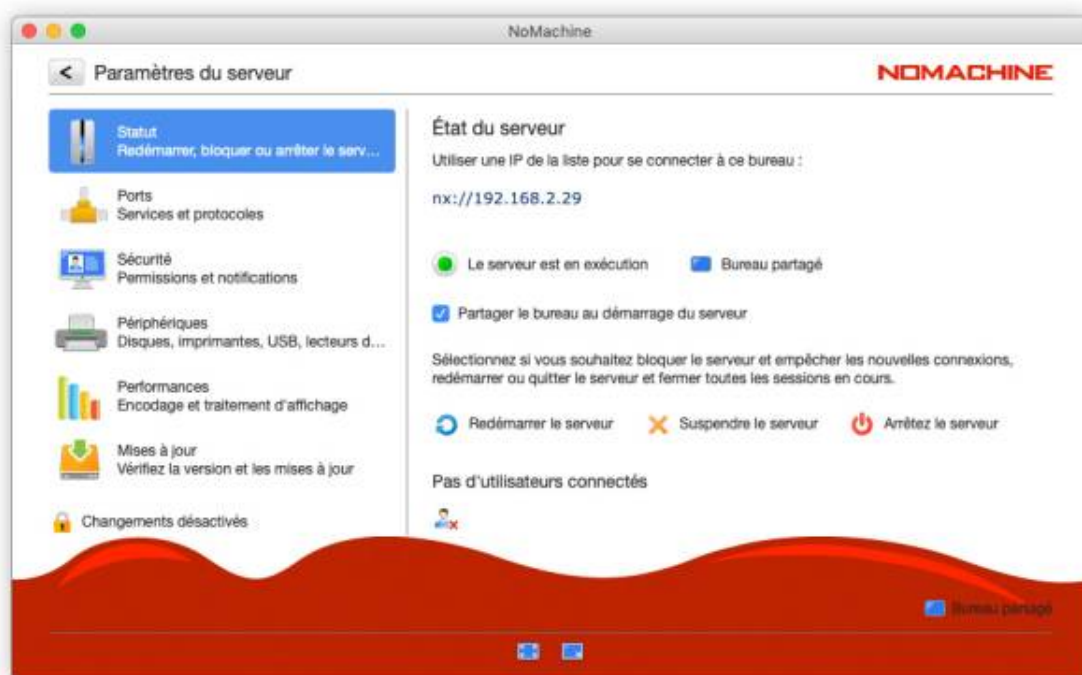 NoMachine
Paramètres du serveur
NOMACHINE
Statut
Redémarrer, bloquer ou arrêter le serv...
Ports
Services et protocoles
Sécurité
Permissions et notifications
Périphériques
Disques, imprimantes, USB, lecteurs d...
Performances
Encodage et traitement d'affichage
Mises à jour
Vérifiez la version et les mises à jour
Changements désactivés
État du serveur
Utiliser une IP de la liste pour se connecter à ce bureau :
nx://192.168.2.29
Le serveur est en exécution Bureau partagé
Partager le bureau au démarrage du serveur
Sélectionnez si vous souhaitez bloquer le serveur et empêcher les nouvelles connexions,
redémarrer ou quitter le serveur et fermer toutes les sessions en cours.
Redémarrer le serveur Suspendre le serveur Arrêtez le serveur
Pas d'utilisateurs connectés
Bureau partagé